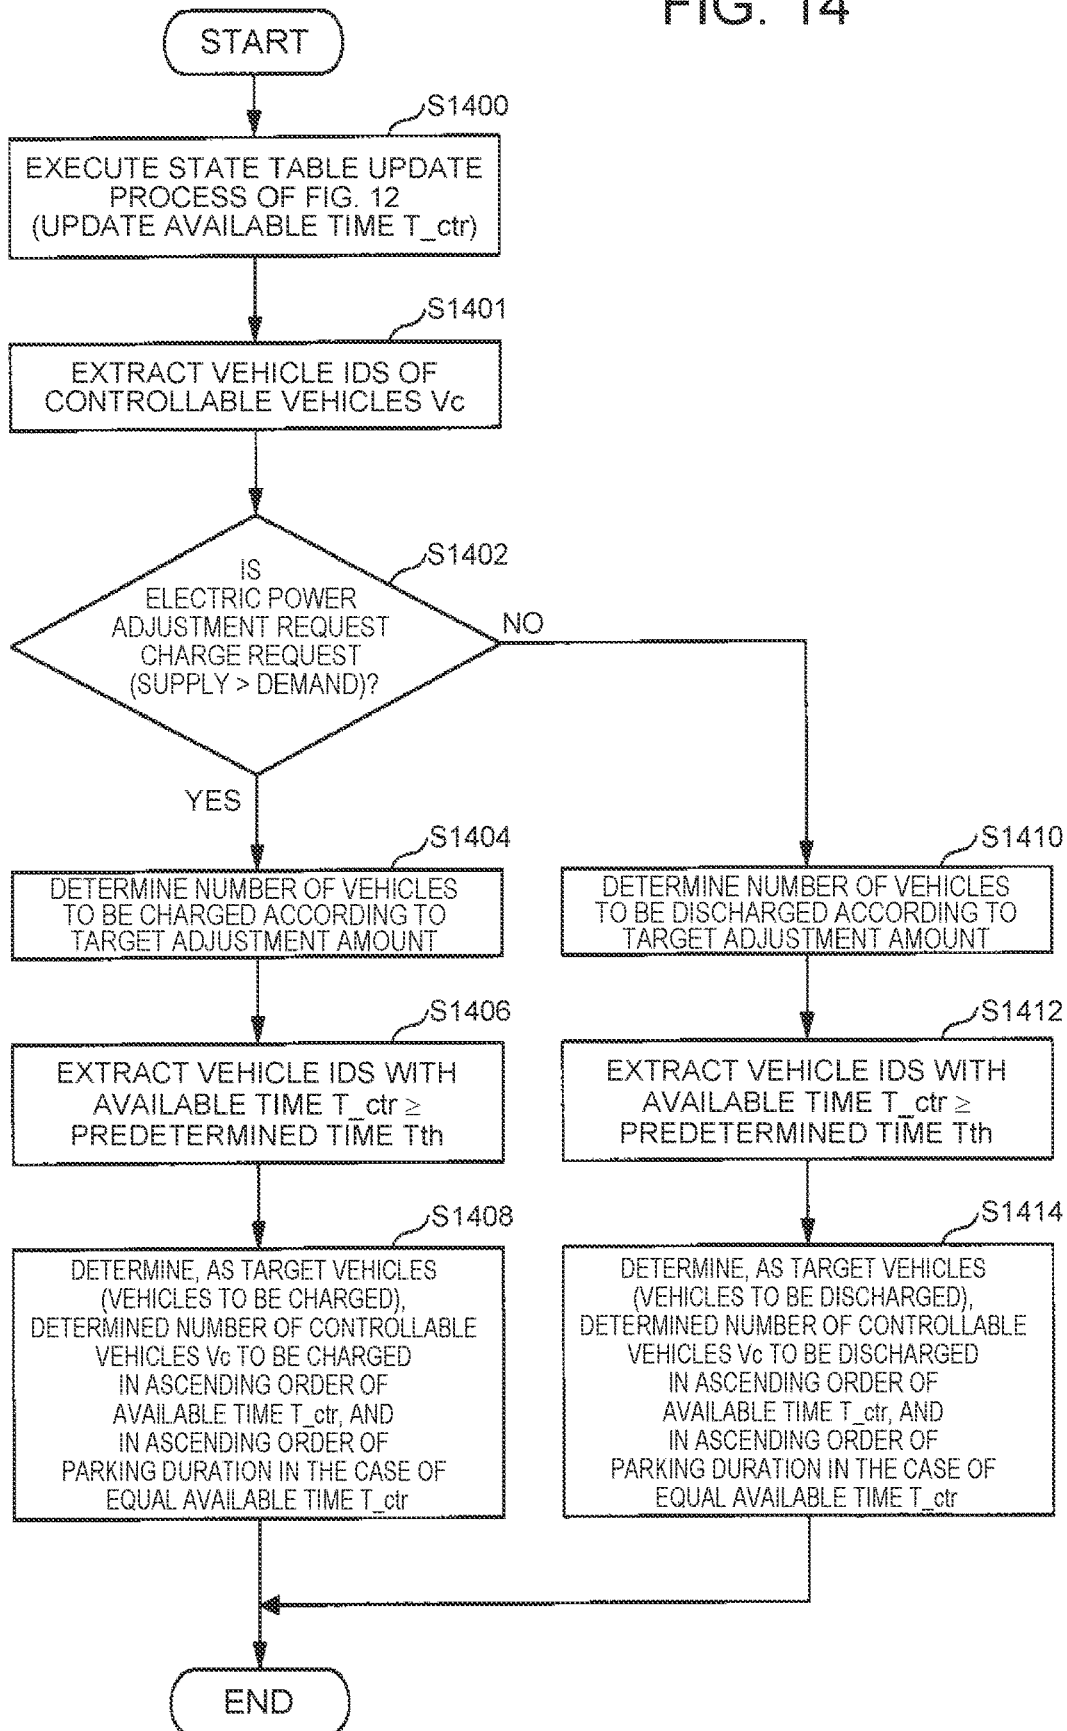 FIG. 14
START
S1400
EXECUTE STATE TABLE UPDATE
PROCESS OF FIG. 12
(UPDATE AVAILABLE TIME T_ctr)
S1401
EXTRACT VEHICLE IDS OF
CONTROLLABLE VEHICLES Vc
S1402
IS
ELECTRIC POWER
ADJUSTMENT REQUEST
CHARGE REQUEST
(SUPPLY > DEMAND)?
NO
YES
S1404
DETERMINE NUMBER OF VEHICLES
TO BE CHARGED ACCORDING TO
TARGET ADJUSTMENT AMOUNT
S1410
DETERMINE NUMBER OF VEHICLES
TO BE DISCHARGED ACCORDING TO
TARGET ADJUSTMENT AMOUNT
S1406
EXTRACT VEHICLE IDS WITH
AVAILABLE TIME T_ctr ≥
PREDETERMINED TIME Tth
S1412
EXTRACT VEHICLE IDS WITH
AVAILABLE TIME T_ctr ≥
PREDETERMINED TIME Tth
S1408
DETERMINE, AS TARGET VEHICLES
(VEHICLES TO BE CHARGED),
DETERMINED NUMBER OF CONTROLLABLE
VEHICLES Vc TO BE CHARGED
IN ASCENDING ORDER OF
AVAILABLE TIME T_ctr, AND
IN ASCENDING ORDER OF
PARKING DURATION IN THE CASE OF
EQUAL AVAILABLE TIME T_ctr
S1414
DETERMINE, AS TARGET VEHICLES
(VEHICLES TO BE DISCHARGED),
DETERMINED NUMBER OF CONTROLLABLE
VEHICLES Vc TO BE DISCHARGED
IN ASCENDING ORDER OF
AVAILABLE TIME T_ctr, AND
IN ASCENDING ORDER OF
PARKING DURATION IN THE CASE OF
EQUAL AVAILABLE TIME T_ctr
END